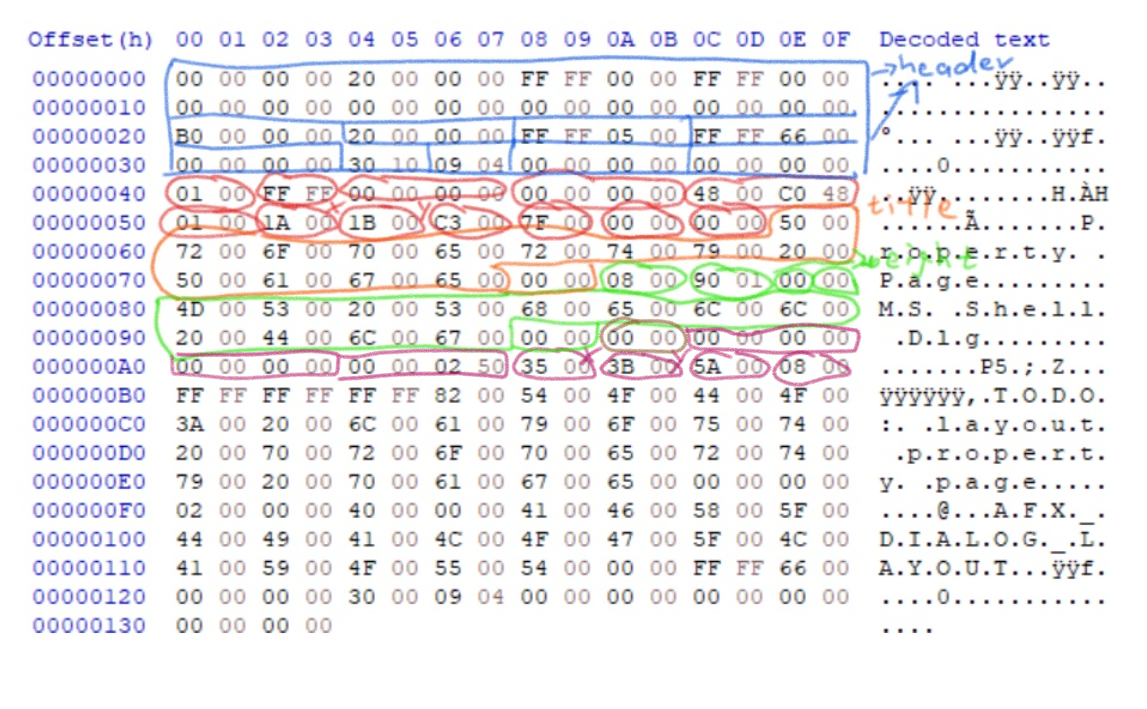 Offset(h) 00 01 02 03 04 05 06 07 08 09 0A 0B 0C 0D 0E 0F Decoded text
00000000 00 00 00 00 20 00 00 00 FF FF 00 00 FF FF 00 00 .... ...ÿÿ..ÿÿ..
header
00000010 00 00 00 00 00 00 00 00 00 00 00 00 00 00 00 00 ................
00000020 B0 00 00 00 20 00 00 00 FF FF 05 00 FF FF 66 00 °... ...ÿÿ..ÿÿf.
00000030 00 00 00 00 30 10 09 04 00 00 00 00 00 00 00 00 ....0...........
00000040 01 00 FF FF 00 00 00 00 00 00 00 00 48 00 C0 48 ..ÿÿ........H.ÀH
00000050 01 00 1A 00 1B 00 C3 00 7F 00 00 00 00 00 50 00 ......Ã.......P.
title
00000060 72 00 6F 00 70 00 65 00 72 00 74 00 79 00 20 00 r.o.p.e.r.t.y. .
eight
00000070 50 00 61 00 67 00 65 00 00 00 08 00 90 01 00 00 P.a.g.e.........
00000080 4D 00 53 00 20 00 53 00 68 00 65 00 6C 00 6C 00 M.S. .S.h.e.l.l.
00000090 20 00 44 00 6C 00 67 00 00 00 00 00 00 00 00 00 .D.l.g.........
000000A0 00 00 00 00 00 00 02 50 35 00 3B 00 5A 00 08 00 .......P5.;.Z...
000000B0 FF FF FF FF FF FF 82 00 54 00 4F 00 44 00 4F 00 ÿÿÿÿÿÿ‚.T.O.D.O.
000000C0 3A 00 20 00 6C 00 61 00 79 00 6F 00 75 00 74 00 :. .l.a.y.o.u.t.
000000D0 20 00 70 00 72 00 6F 00 70 00 65 00 72 00 74 00 .p.r.o.p.e.r.t.
000000E0 79 00 20 00 70 00 61 00 67 00 65 00 00 00 00 00 y. .p.a.g.e.....
000000F0 02 00 00 00 40 00 00 00 41 00 46 00 58 00 5F 00 ....@...A.F.X._.
00000100 44 00 49 00 41 00 4C 00 4F 00 47 00 5F 00 4C 00 D.I.A.L.O.G._.L.
00000110 41 00 59 00 4F 00 55 00 54 00 00 00 FF FF 66 00 A.Y.O.U.T...ÿÿf.
00000120 00 00 00 00 30 00 09 04 00 00 00 00 00 00 00 00 ....0...........
00000130 00 00 00 00 ....